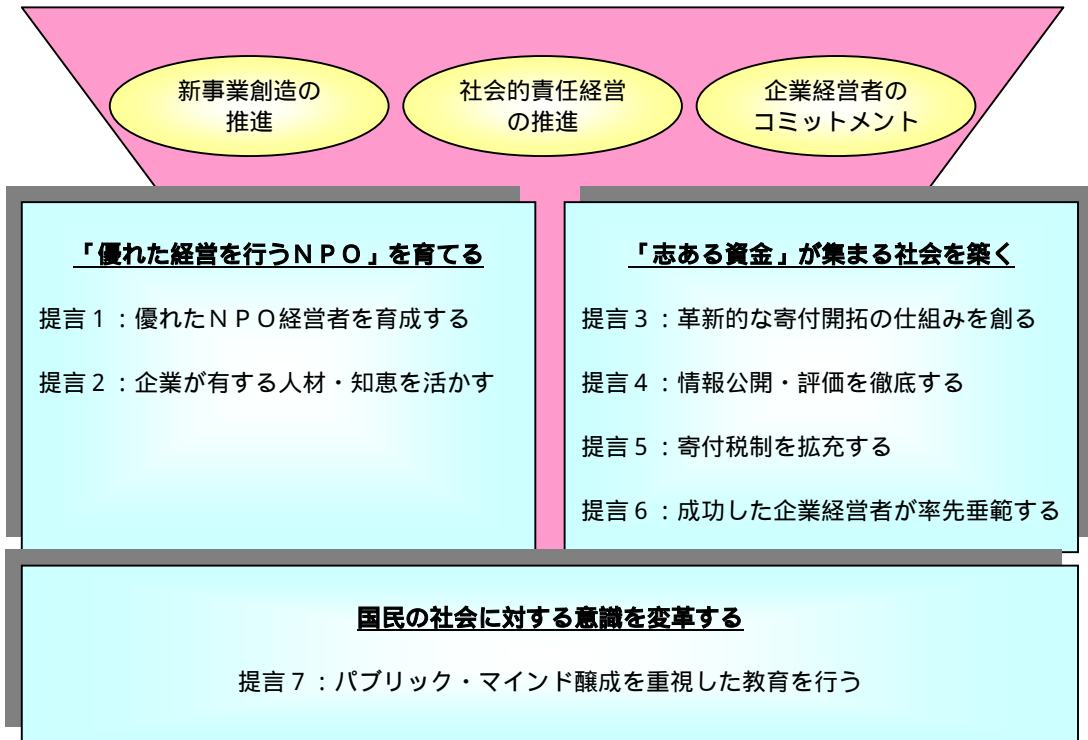 新事業創造の
推進
社会的責任経営
の推進
企業経営者の
コミットメント
「優れた経営を行うＮＰＯ」を育てる
提言１：優れたＮＰＯ経営者を育成する
提言２：企業が有する人材・知恵を活かす
「志ある資金」が集まる社会を築く
提言３：革新的な寄付開拓の仕組みを創る
提言４：情報公開・評価を徹底する
提言５：寄付税制を拡充する
提言６：成功した企業経営者が率先垂範する
国民の社会に対する意識を変革する
提言７：パブリック・マインド醸成を重視した教育を行う